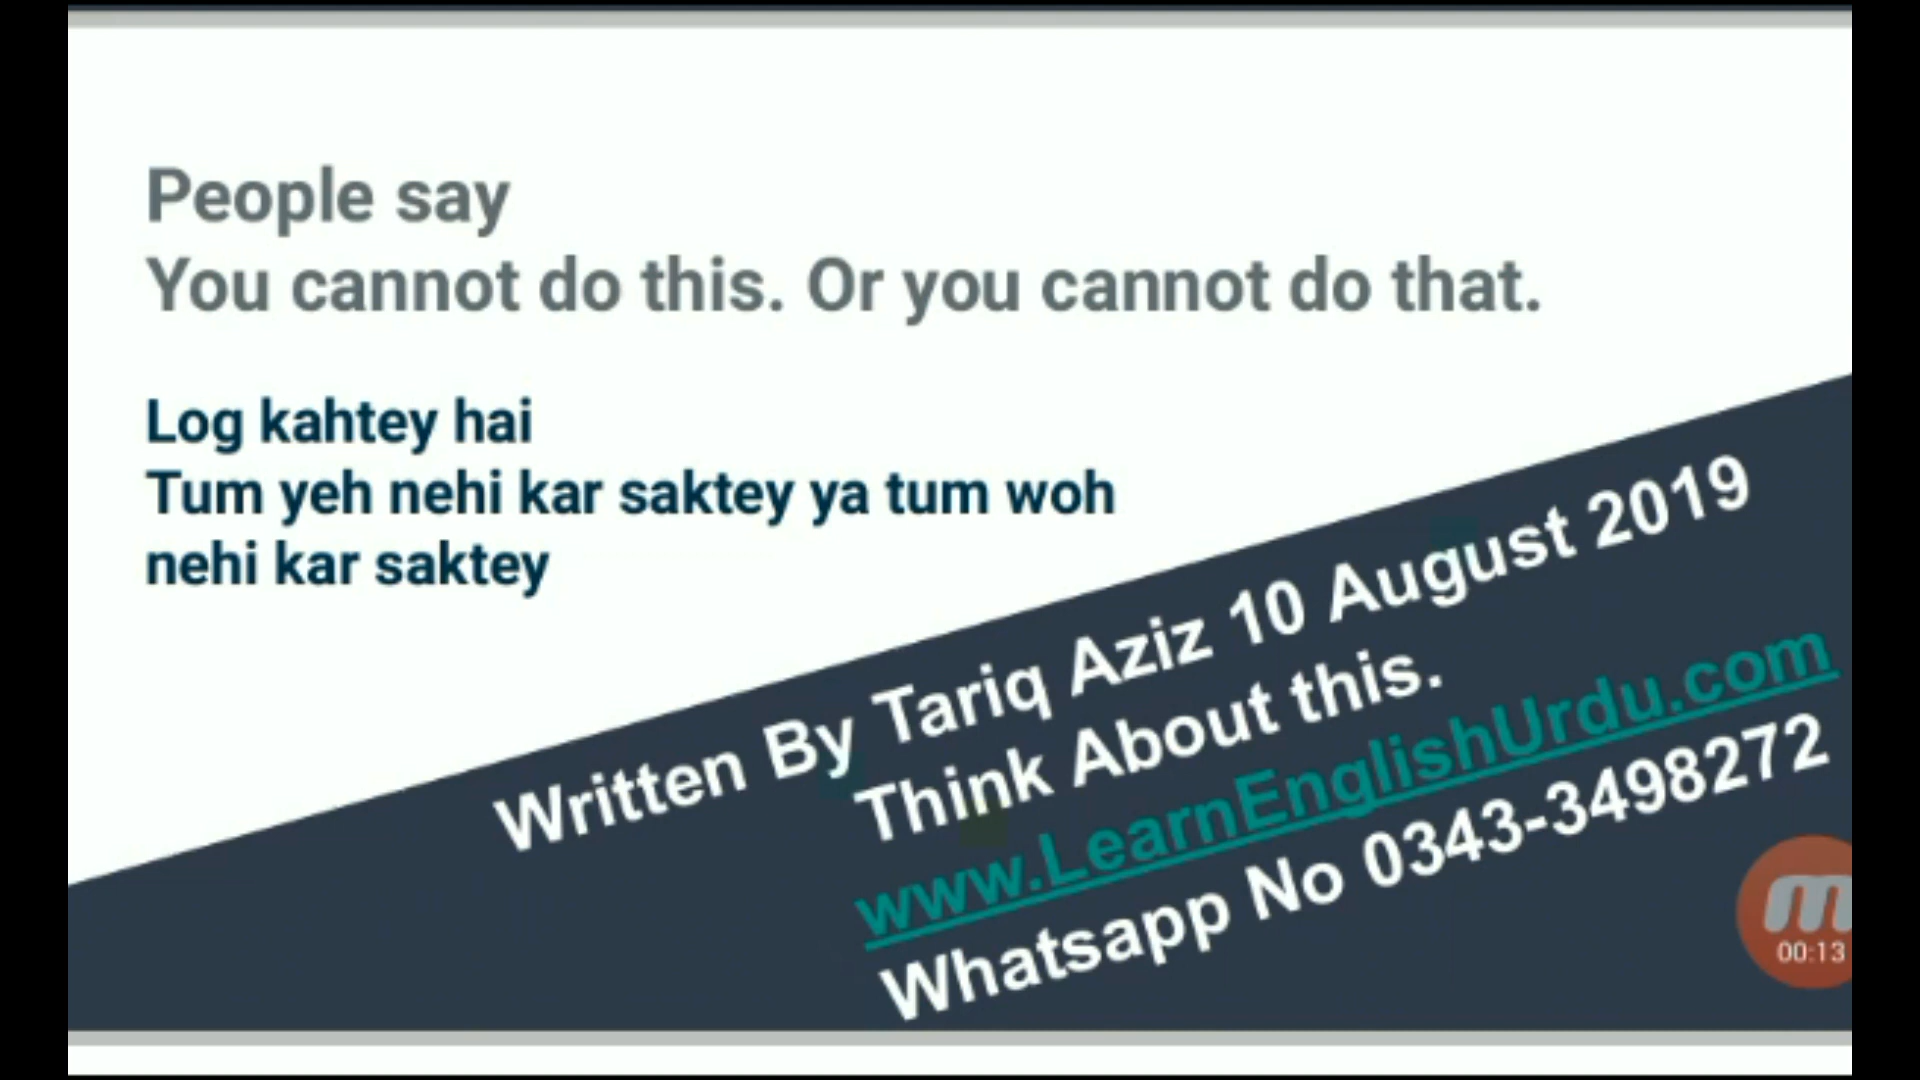 People say
You cannot do this. Or you cannot do that.
Log kahtey hai
Tum yeh nehi kar saktey ya tum woh
nehi kar saktey
Written By Tariq Aziz 10 August 2019
Think About this.
www.LearnEnglishUrdu.com
Whatsapp No 0343-3498272
m
00:13